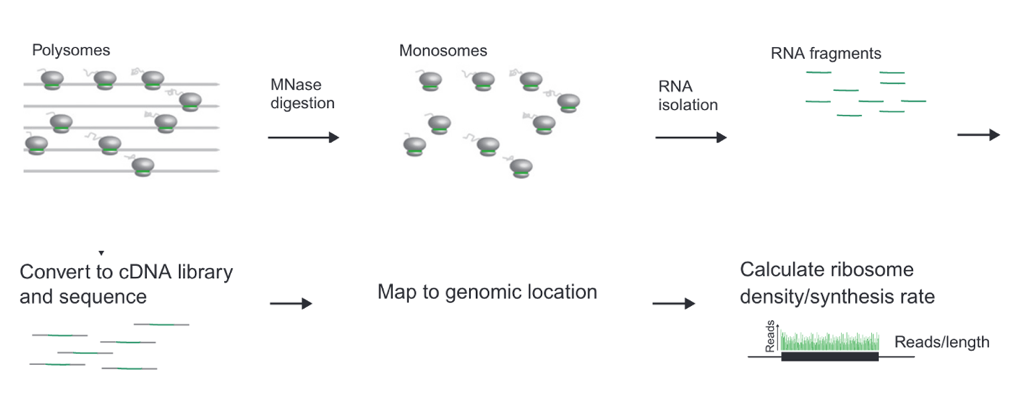 Polysomes
MNase
digestion
Monosomes
RNA
isolation
RNA fragments
Convert to cDNA library
and sequence
Map to genomic location
Calculate ribosome
density/synthesis rate
Reads
Reads/length